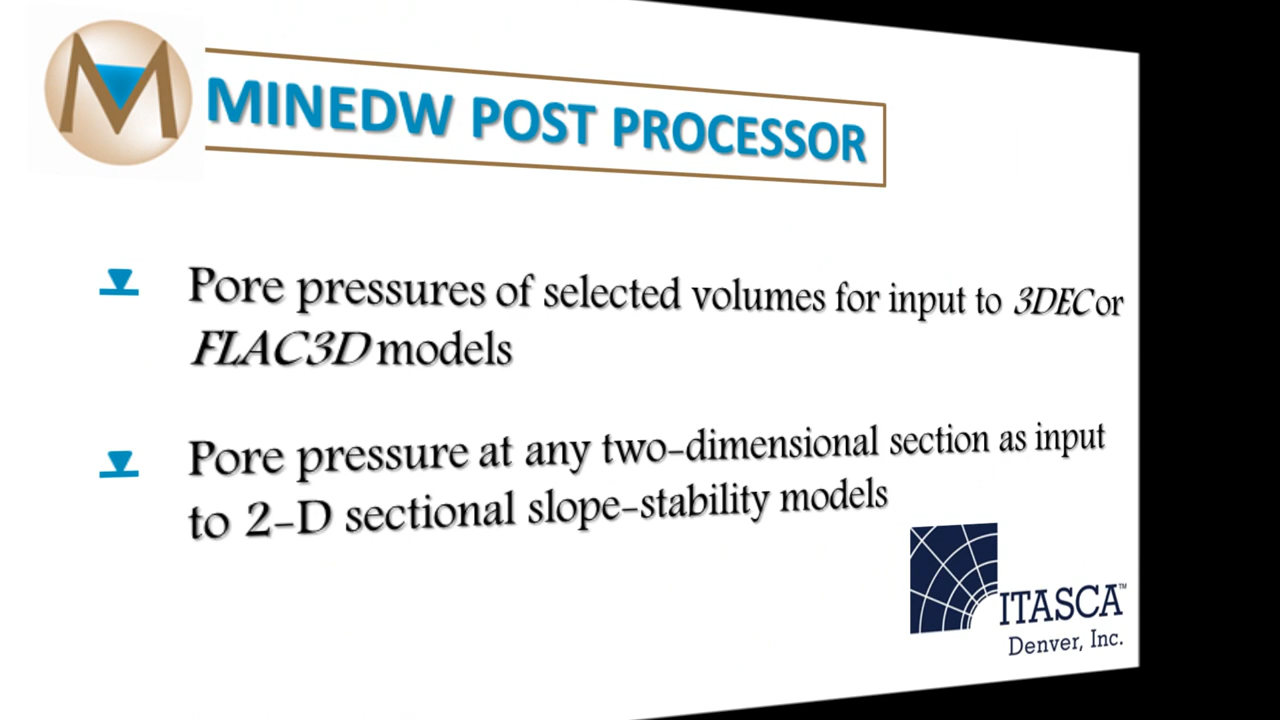 M
MINEDW POST PROCESSOR
Pore pressures of selected volumes for input to 3DEC or
FLAC3D models
Pore pressure at any two-dimensional section as input
to 2-D sectional slope-stability models
ITASCA™
Denver, Inc.